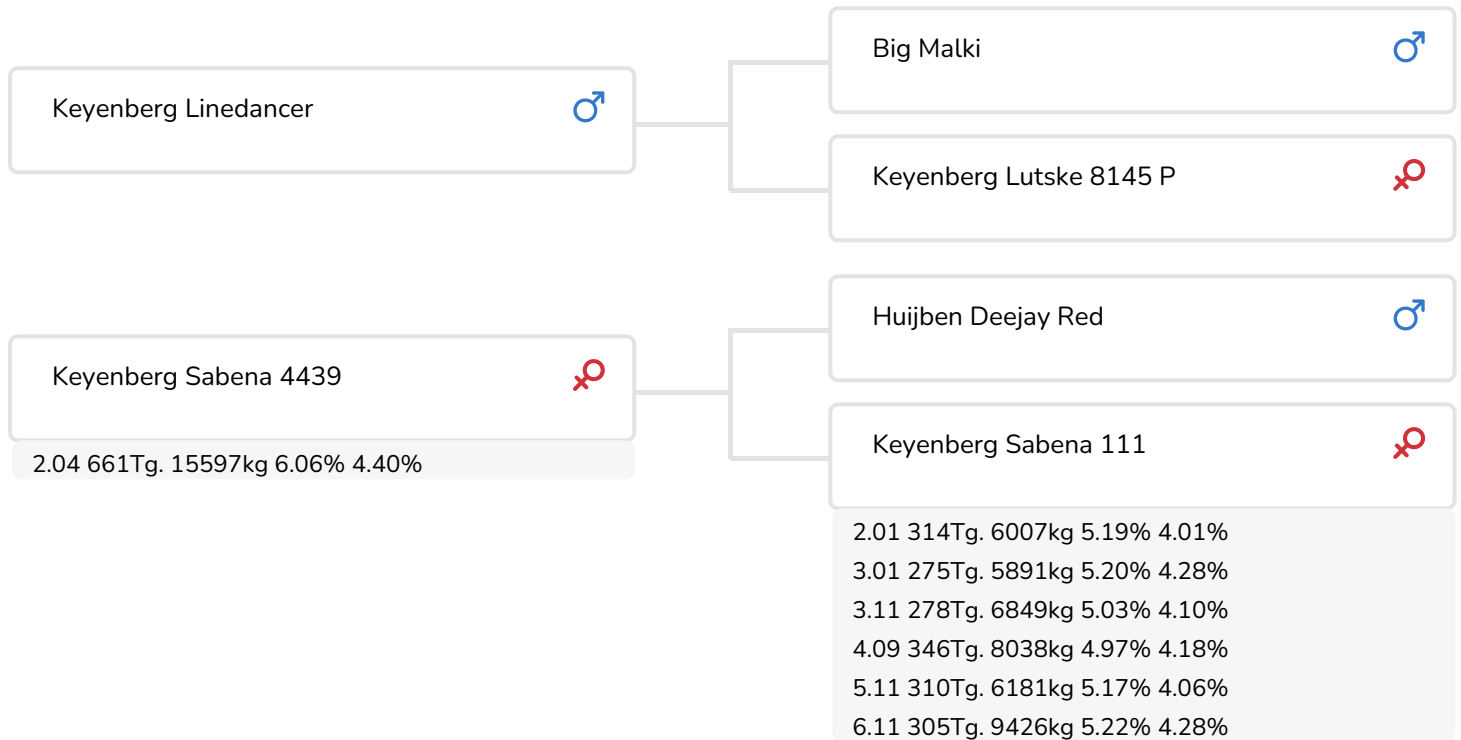 Keyenberg Linedancer
Big Malki
Keyenberg Lutske 8145 P
Keyenberg Sabena 4439
2.04 661Tg. 15597kg 6.06% 4.40%
Huijben Deejay Red
Keyenberg Sabena 111
2.01 314Tg. 6007kg 5.19% 4.01%
3.01 275Tg. 5891kg 5.20% 4.28%
3.11 278Tg. 6849kg 5.03% 4.10%
4.09 346Tg. 8038kg 4.97% 4.18%
5.11 310Tg. 6181kg 5.17% 4.06%
6.11 305Tg. 9426kg 5.22% 4.28%